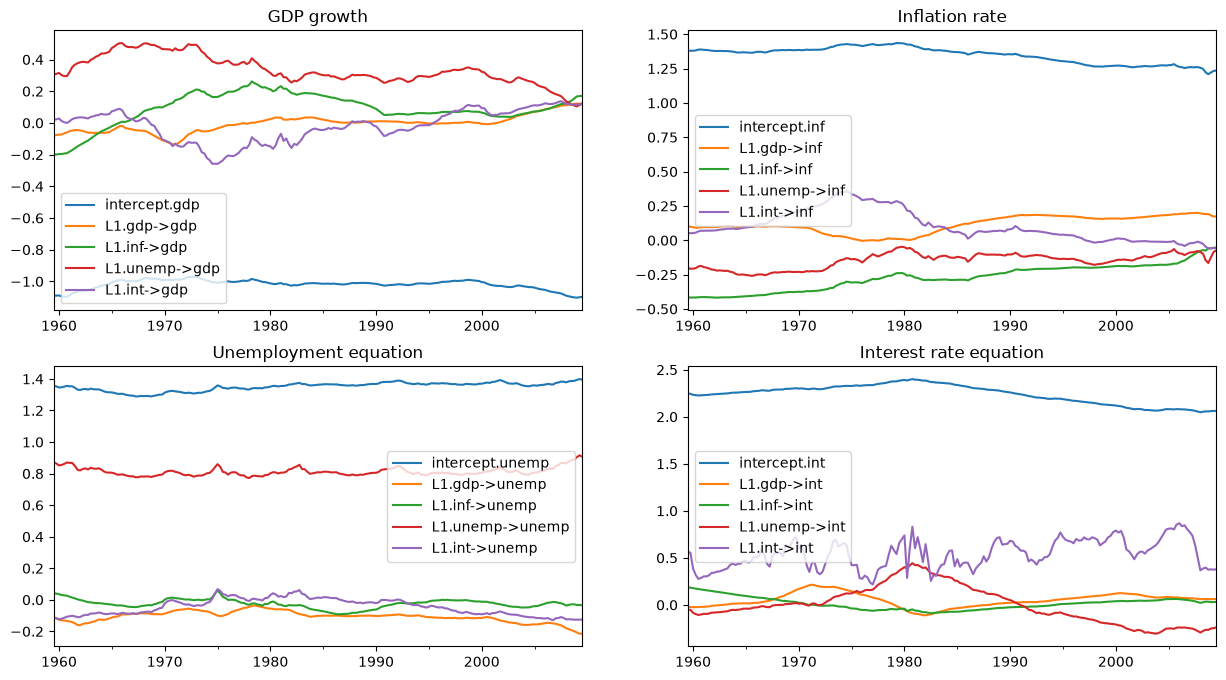 GDP growth
0.4
0.2
0.0
−0.2
−0.4
−0.6
−0.8
−1.0
intercept.gdp
L1.gdp->gdp
L1.inf->gdp
L1.unemp->gdp
L1.int->gdp
1960 1970 1980 1990 2000
Inflation rate
1.50
1.25
1.00
0.75
0.50
0.25
0.00
−0.25
−0.50
intercept.inf
L1.gdp->inf
L1.inf->inf
L1.unemp->inf
L1.int->inf
1960 1970 1980 1990 2000
Unemployment equation
1.4
1.2
1.0
0.8
0.6
0.4
0.2
0.0
−0.2
intercept.unemp
L1.gdp->unemp
L1.inf->unemp
L1.unemp->unemp
L1.int->unemp
1960 1970 1980 1990 2000
Interest rate equation
2.5
2.0
1.5
1.0
0.5
0.0
intercept.int
L1.gdp->int
L1.inf->int
L1.unemp->int
L1.int->int
1960 1970 1980 1990 2000